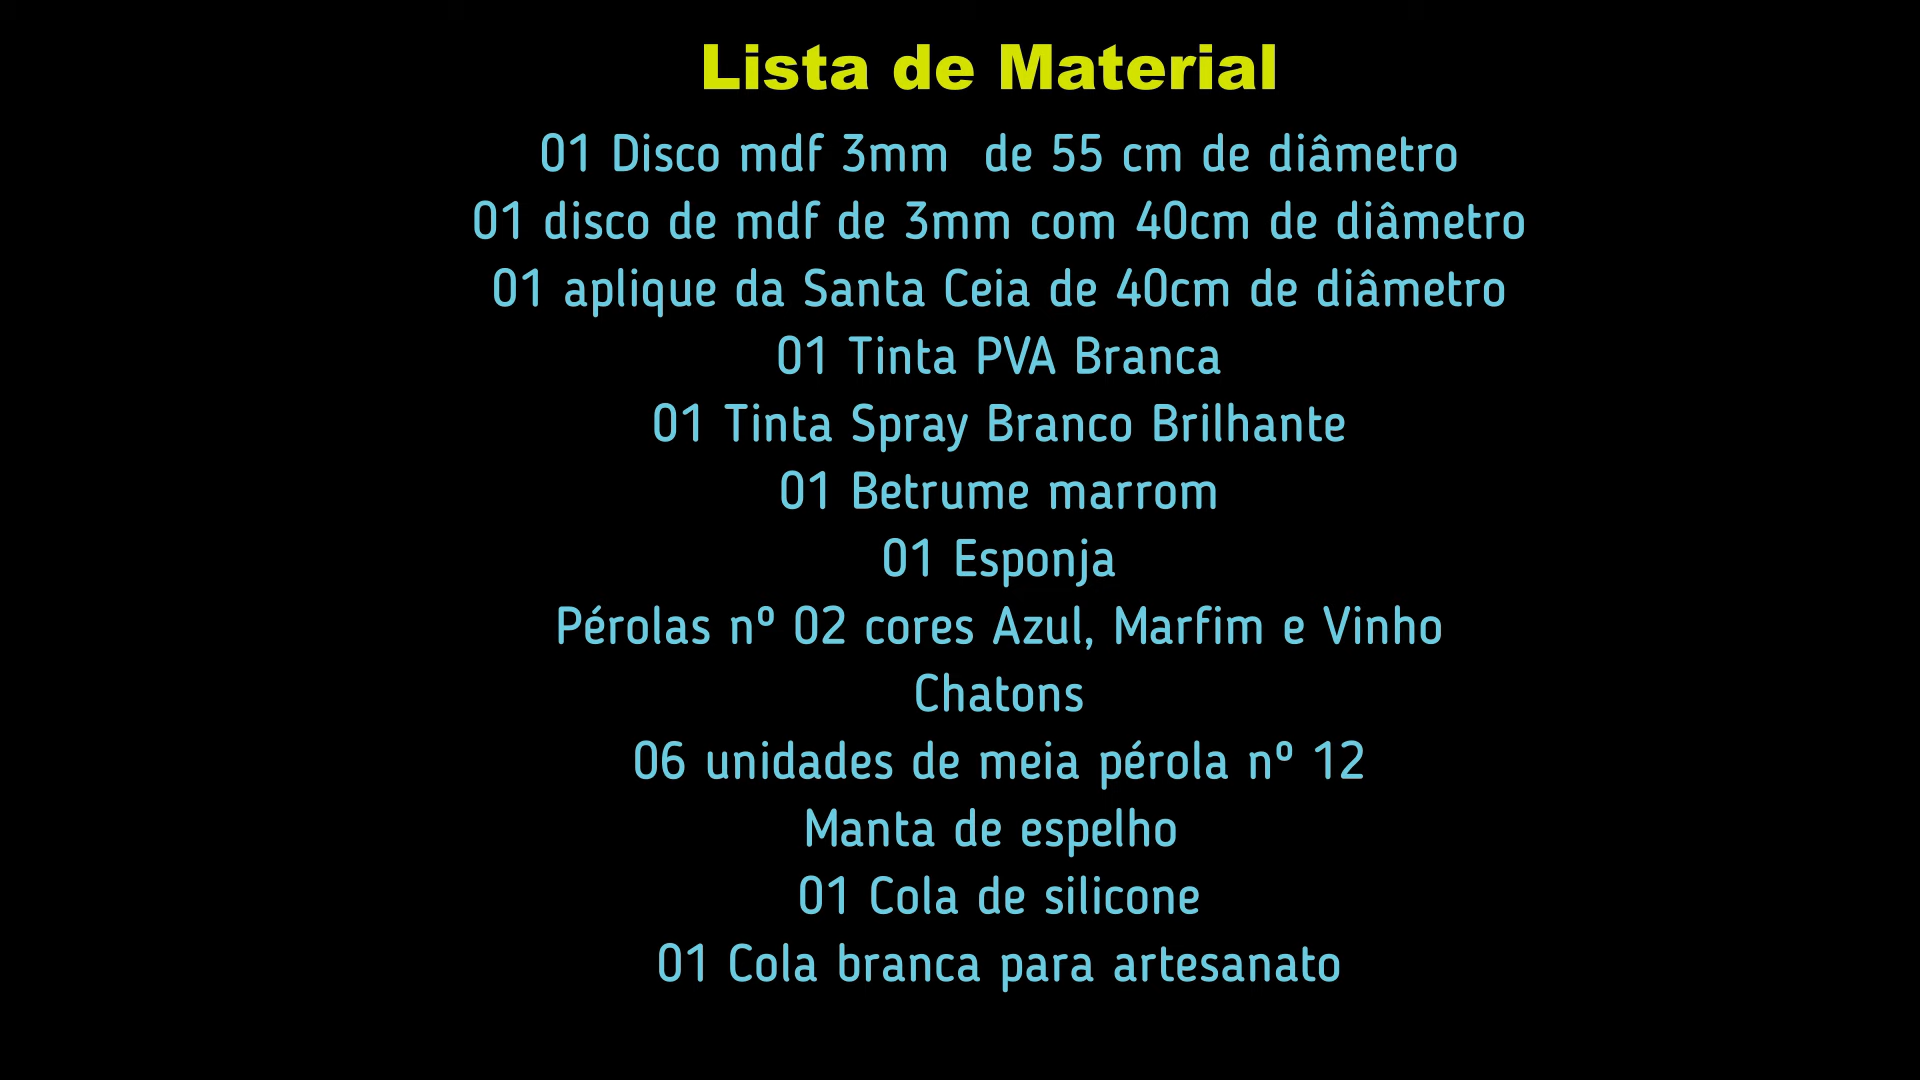 Lista de Material
01 Disco mdf 3mm  de 55 cm de diâmetro
01 disco de mdf de 3mm com 40cm de diâmetro
01 aplique da Santa Ceia de 40cm de diâmetro
01 Tinta PVA Branca
01 Tinta Spray Branco Brilhante
01 Betrume marrom
01 Esponja
Pérolas nº 02 cores Azul, Marfim e Vinho
Chatons
06 unidades de meia pérola nº 12
Manta de espelho
01 Cola de silicone
01 Cola branca para artesanato